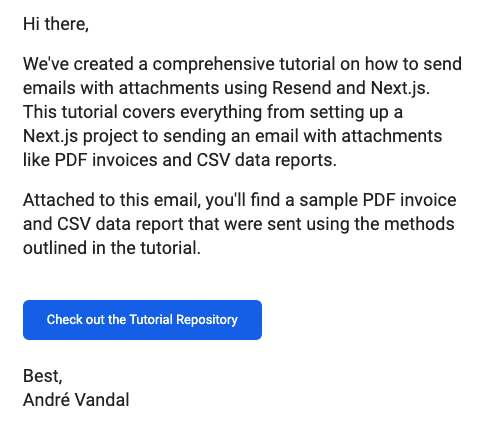 Hi there,
We've created a comprehensive tutorial on how to send
emails with attachments using Resend and Next.js.
This tutorial covers everything from setting up a
Next.js project to sending an email with attachments
like PDF invoices and CSV data reports.
Attached to this email, you'll find a sample PDF invoice
and CSV data report that were sent using the methods
outlined in the tutorial.
Check out the Tutorial Repository
Best,
André Vandal